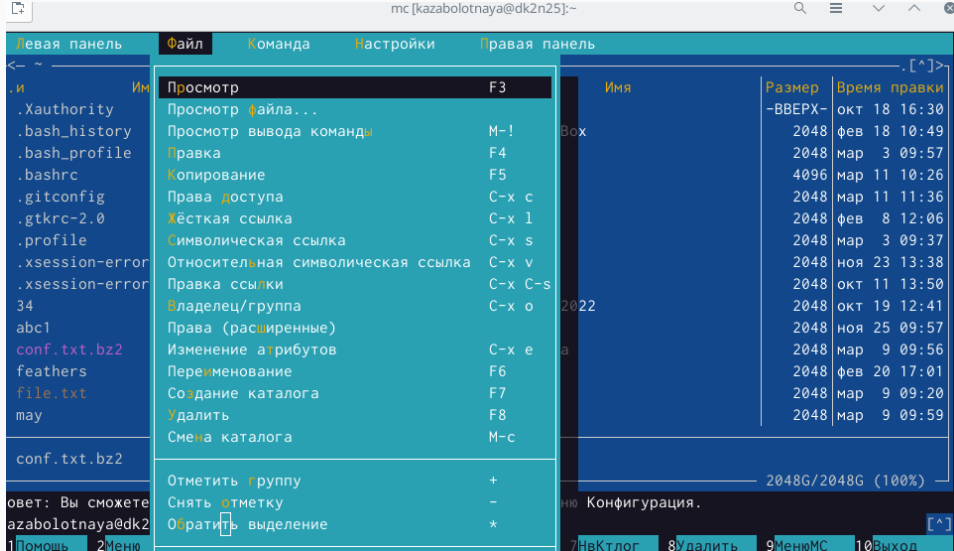 mc [kazabolotnaya@dk2n25]:~
Левая панель Файл Команда Настройки Правая панель
<– ~ .[^]>
.и Им Просмотр F3 Имя Размер Время правки
.Xauthority Просмотр файла... -ВВЕРХ- окт 18 16:30
.bash_history Просмотр вывода команды M-! Box 2048 фев 18 10:49
.bash_profile Правка F4 2048 мар 3 09:57
.bashrc Копирование F5 4096 мар 11 10:26
.gitconfig Права доступа C-x c 2048 мар 11 11:36
.gtkrc-2.0 Жёсткая ссылка C-x l 2048 фев 8 12:06
.profile Символическая ссылка C-x s 2048 мар 3 09:37
.xsession-error Относительная символическая ссылка C-x v 2048 ноя 23 13:38
.xsession-error Правка ссылки C-x C-s 2048 окт 11 13:50
34 Владелец/группа C-x o 2022 2048 окт 19 12:41
abc1 Права (расширенные) 2048 ноя 25 09:57
conf.txt.bz2 Изменение атрибутов C-x e а 2048 мар 9 09:56
feathers Переименование F6 2048 фев 20 17:01
file.txt Создание каталога F7 2048 мар 9 09:20
may Удалить F8 2048 мар 9 09:59
Смена каталога M-c
conf.txt.bz2
Отметить группу + 2048G/2048G (100%)
овет: Вы сможете Снять отметку - ню Конфигурация.
azabolotnaya@dk2 Обратить выделение * [^]
1Помощь 2Меню 7НвКтлог 8Удалить 9МенюМС 10Выход